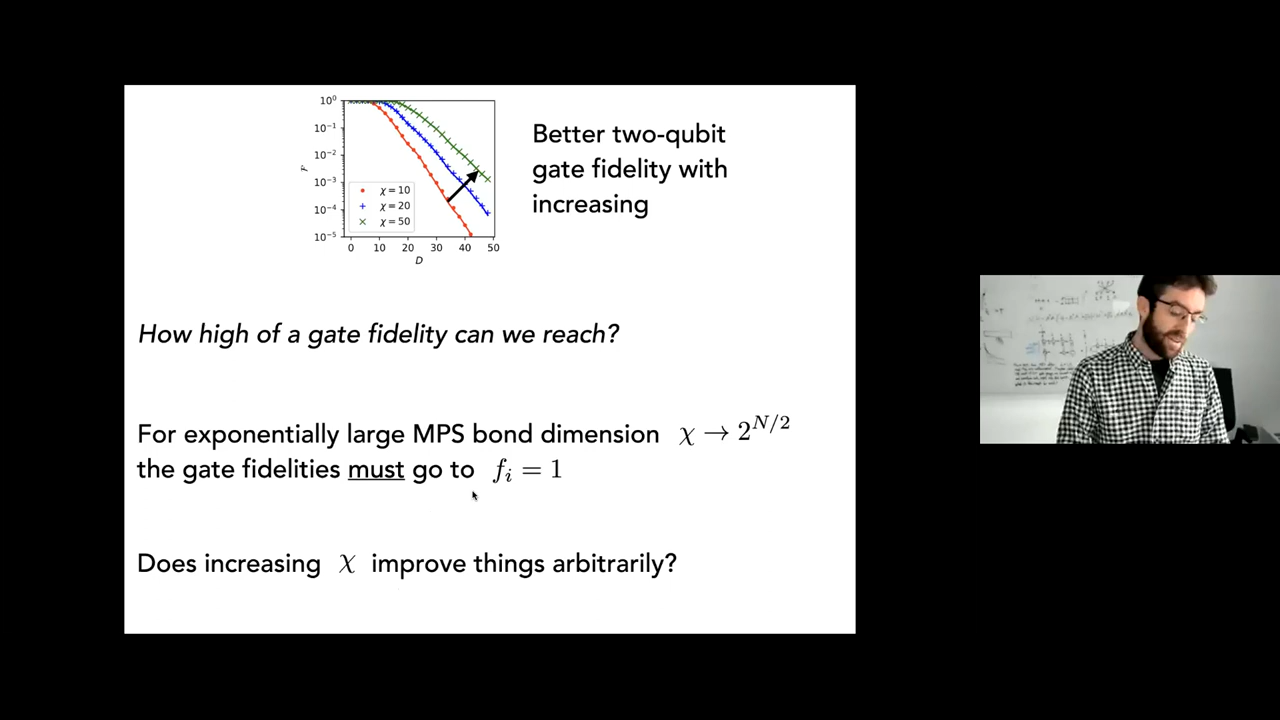 Better two-qubit
gate fidelity with
increasing
10⁰
10⁻¹
10⁻²
10⁻³
10⁻⁴
10⁻⁵
ℱ
χ = 10
χ = 20
χ = 50
0 10 20 30 40 50
D
How high of a gate fidelity can we reach?
For exponentially large MPS bond dimension χ → 2^{N/2}
the gate fidelities must go to f_i = 1
Does increasing χ improve things arbitrarily?